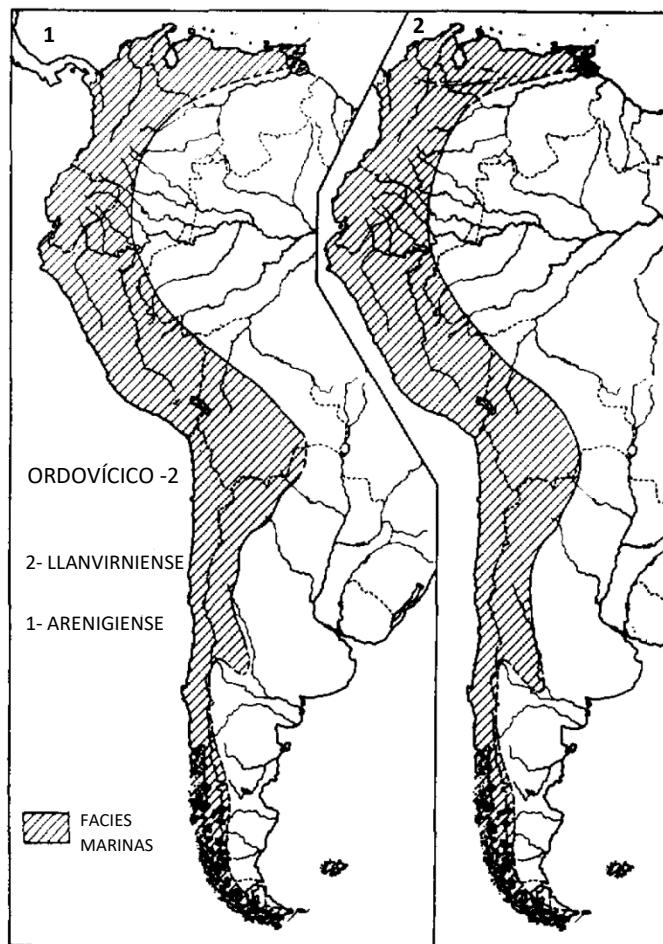 1
2
ORDOVÍCICO -2
2- LLANVIRNIENSE
1- ARENIGIENSE
FACIES
MARINAS